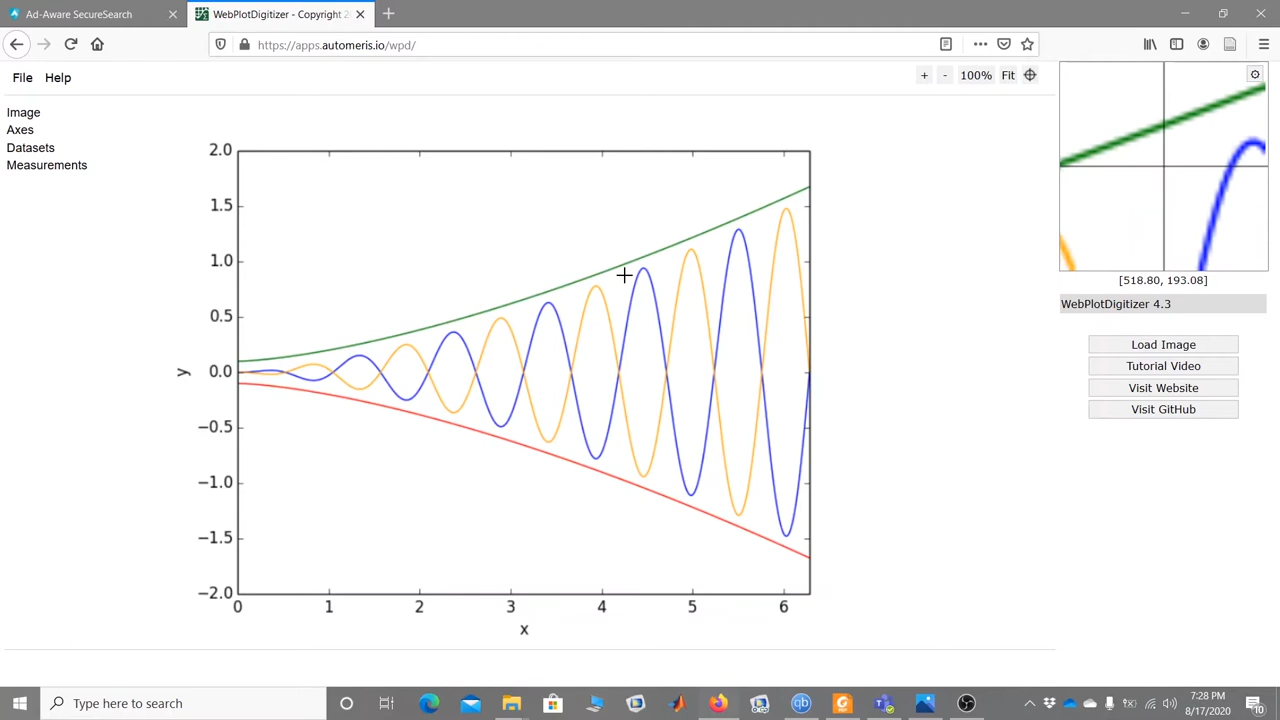 Ad-Aware SecureSearch
WebPlotDigitizer - Copyright 2
https://apps.automeris.io/wpd/
File Help
+ - 100% Fit
Image
Axes
Datasets
Measurements
2.0
1.5
1.0
0.5
0.0
−0.5
−1.0
−1.5
−2.0
y
0 1 2 3 4 5 6
x
[518.80, 193.08]
WebPlotDigitizer 4.3
Load Image
Tutorial Video
Visit Website
Visit GitHub
Type here to search
7:28 PM
8/17/2020